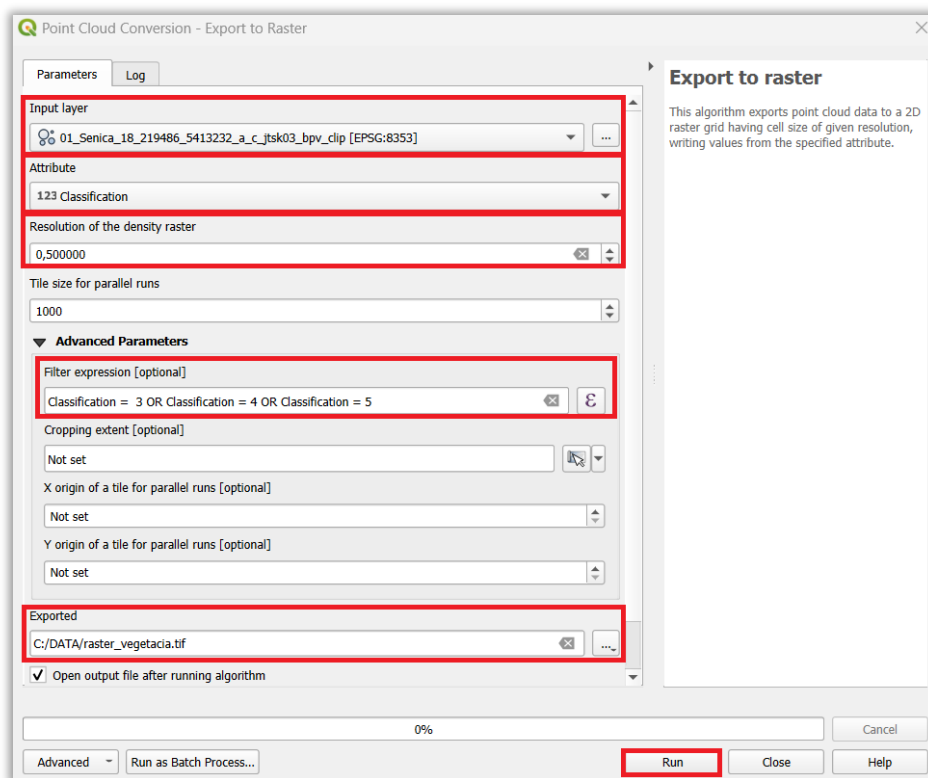 Point Cloud Conversion - Export to Raster
Parameters
Log
Input layer
01_Senica_18_219486_5413232_a_c_jtsk03_bpv_clip [EPSG:8353]
...
Attribute
123 Classification
Resolution of the density raster
0,500000
Tile size for parallel runs
1000
Advanced Parameters
Filter expression [optional]
Classification =  3 OR Classification = 4 OR Classification = 5
ε
Cropping extent [optional]
Not set
X origin of a tile for parallel runs [optional]
Not set
Y origin of a tile for parallel runs [optional]
Not set
Exported
C:/DATA/raster_vegetacia.tif
...
Open output file after running algorithm
Export to raster
This algorithm exports point cloud data to a 2D
raster grid having cell size of given resolution,
writing values from the specified attribute.
0%
Cancel
Advanced
Run as Batch Process...
Run
Close
Help